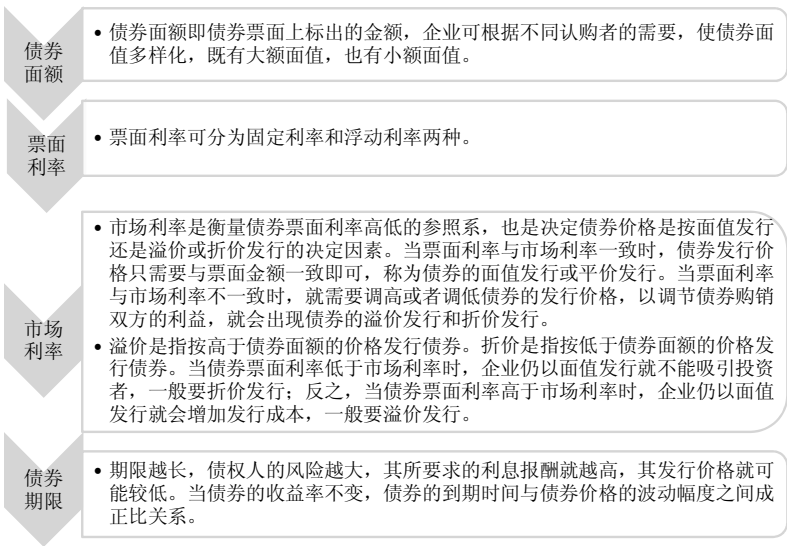 债券
面额
• 债券面额即债券票面上标出的金额，企业可根据不同认购者的需要，使债券面
值多样化，既有大额面值，也有小额面值。
票面
利率
• 票面利率可分为固定利率和浮动利率两种。
市场
利率
• 市场利率是衡量债券票面利率高低的参照系，也是决定债券价格是按面值发行
还是溢价或折价发行的决定因素。当票面利率与市场利率一致时，债券发行价
格只需要与票面金额一致即可，称为债券的面值发行或平价发行。当票面利率
与市场利率不一致时，就需要调高或者调低债券的发行价格，以调节债券购销
双方的利益，就会出现债券的溢价发行和折价发行。
• 溢价是指按高于债券面额的价格发行债券。折价是指按低于债券面额的价格发
行债券。当债券票面利率低于市场利率时，企业仍以面值发行就不能吸引投资
者，一般要折价发行；反之，当债券票面利率高于市场利率时，企业仍以面值
发行就会增加发行成本，一般要溢价发行。
债券
期限
• 期限越长，债权人的风险越大，其所要求的利息报酬就越高，其发行价格就可
能较低。当债券的收益率不变，债券的到期时间与债券价格的波动幅度之间成
正比关系。